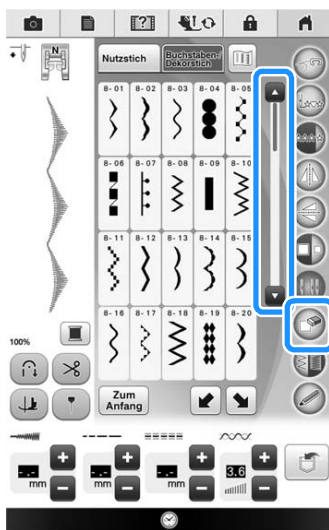 N
Nutzstich
Buchstaben-
Dekorstich
8-01 8-02 8-03 8-04 8-05
8-06 8-07 8-08 8-09 8-10
8-11 8-12 8-13 8-14 8-15
8-16 8-17 8-18 8-19 8-20
100%
Zum
Anfang
mm mm mm 3.6